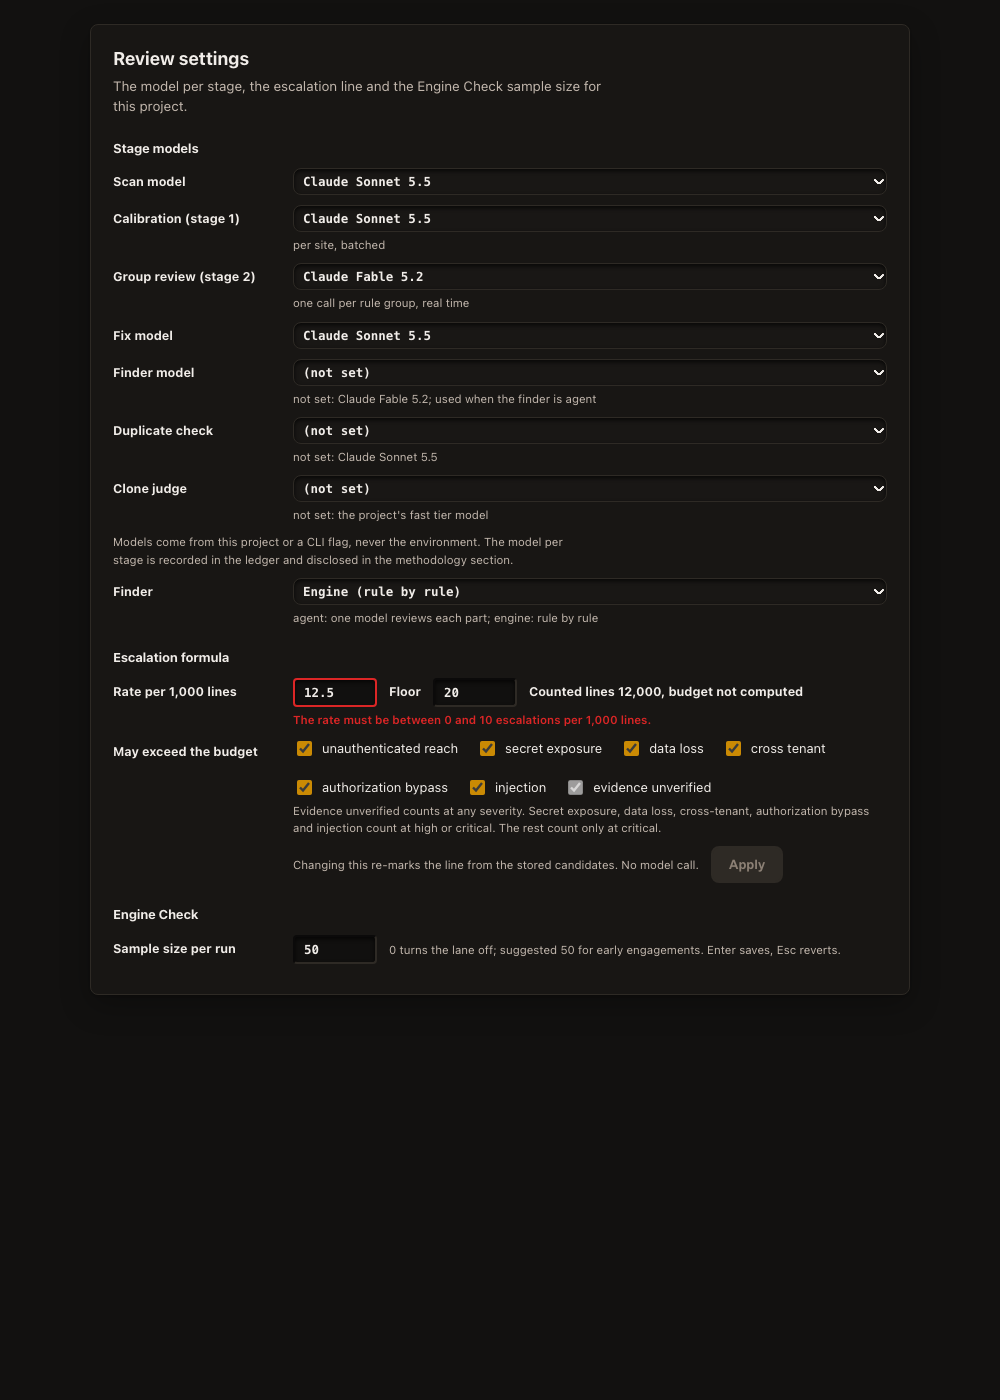 Review settings
The model per stage, the escalation line and the Engine Check sample size for
this project.
Stage models
Scan model
Claude Sonnet 5.5
Calibration (stage 1)
Claude Sonnet 5.5
per site, batched
Group review (stage 2)
Claude Fable 5.2
one call per rule group, real time
Fix model
Claude Sonnet 5.5
Finder model
(not set)
not set: Claude Fable 5.2; used when the finder is agent
Duplicate check
(not set)
not set: Claude Sonnet 5.5
Clone judge
(not set)
not set: the project's fast tier model
Models come from this project or a CLI flag, never the environment. The model per
stage is recorded in the ledger and disclosed in the methodology section.
Finder
Engine (rule by rule)
agent: one model reviews each part; engine: rule by rule
Escalation formula
Rate per 1,000 lines 12.5 Floor 20 Counted lines 12,000, budget not computed
The rate must be between 0 and 10 escalations per 1,000 lines.
May exceed the budget unauthenticated reach secret exposure data loss cross tenant
authorization bypass injection evidence unverified
Evidence unverified counts at any severity. Secret exposure, data loss, cross-tenant, authorization bypass
and injection count at high or critical. The rest count only at critical.
Changing this re-marks the line from the stored candidates. No model call. Apply
Engine Check
Sample size per run 50 0 turns the lane off; suggested 50 for early engagements. Enter saves, Esc reverts.